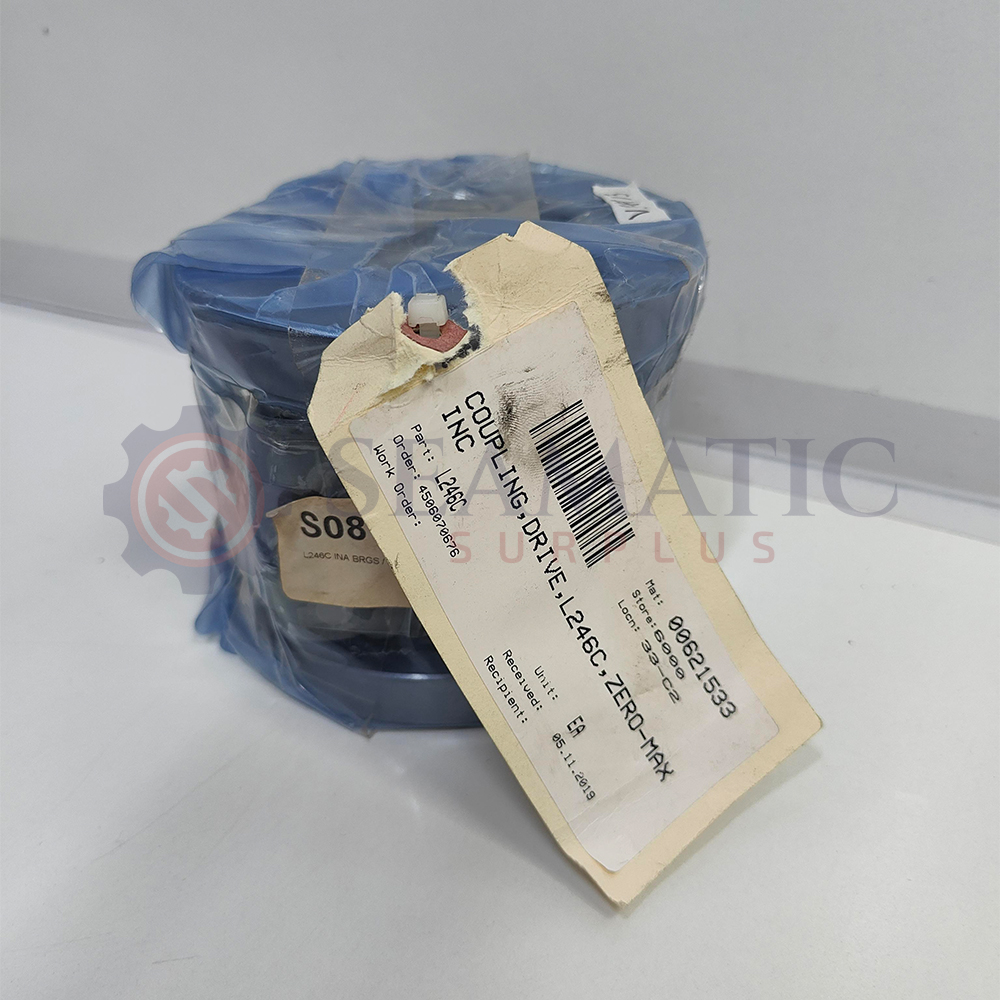 S08
L246C INA BRGS /
COUPLING,DRIVE,L246C,ZERO-MAX
INC
Part: L246C
Order: 4506070676
Work Order:
Mat: 00621533
Store: 6000
Locn: 33-C2
Unit: EA
Received: 05.11.2019
Recipient:
SEAMATIC
SURPLUS